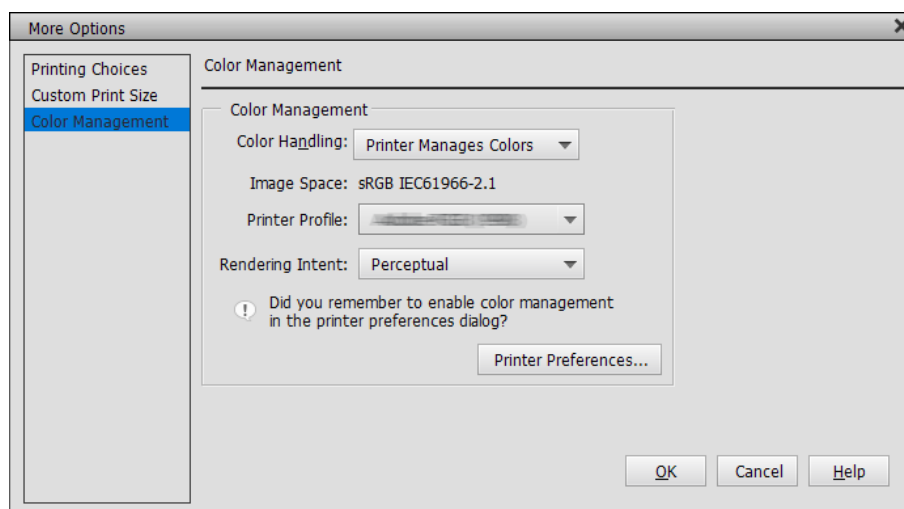 More Options
Printing Choices
Custom Print Size
Color Management
Color Management
Color Management
Color Handling: Printer Manages Colors
Image Space: sRGB IEC61966-2.1
Printer Profile:
Rendering Intent: Perceptual
Did you remember to enable color management
in the printer preferences dialog?
Printer Preferences...
OK Cancel Help